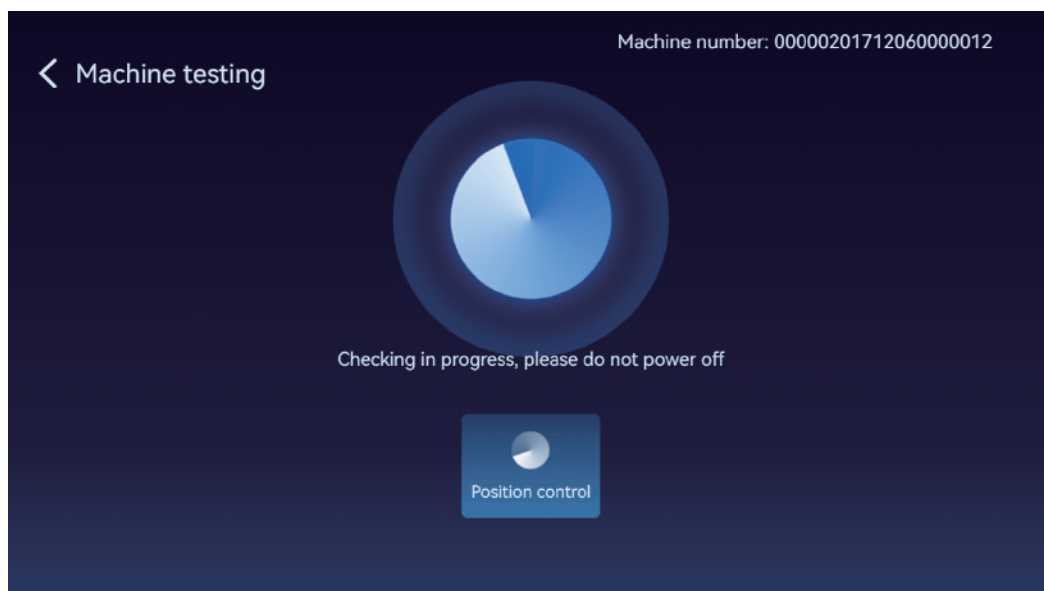 Machine number: 00000201712060000012
Machine testing
Checking in progress, please do not power off
Position control